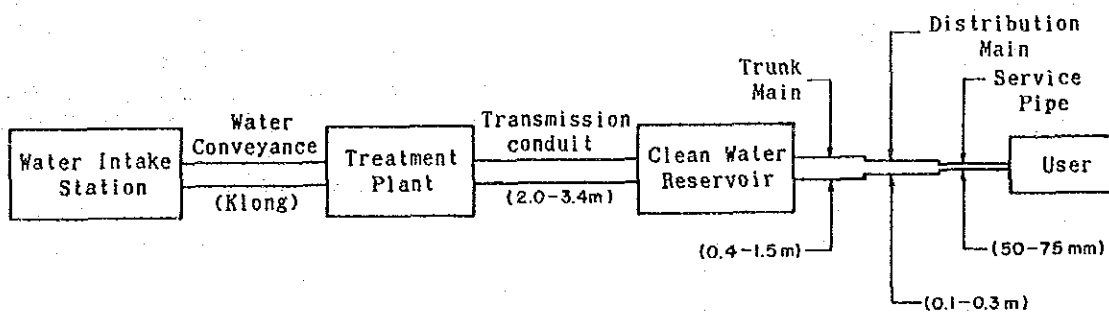 Water Intake
Station
Water
Conveyance
(Klong)
Treatment
Plant
Transmission
conduit
(2.0-3.4m)
Clean Water
Reservoir
Trunk
Main
(0.4-1.5m)
Distribution
Main
(0.1-0.3m)
Service
Pipe
(50-75mm)
User